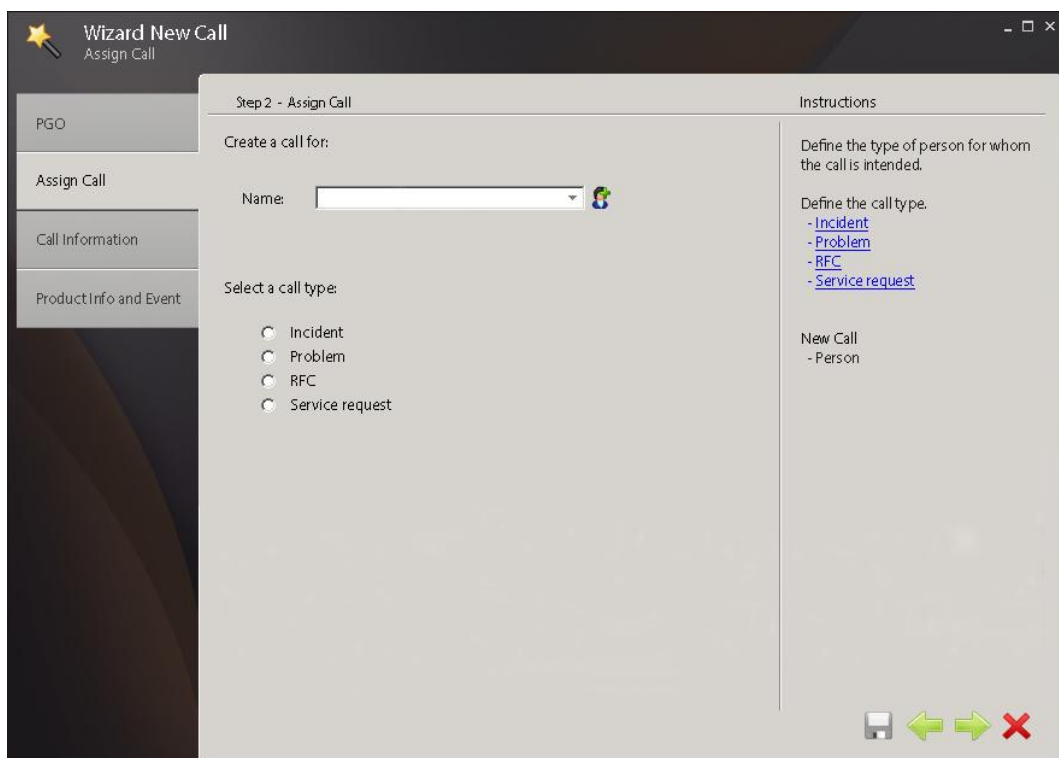 Wizard New Call
Assign Call
PGO
Assign Call
Call Information
Product Info and Event
Step 2 - Assign Call
Create a call for:
Name:
Select a call type:
Incident
Problem
RFC
Service request
Instructions
Define the type of person for whom
the call is intended.
Define the call type.
- Incident
- Problem
- RFC
- Service request
New Call
- Person